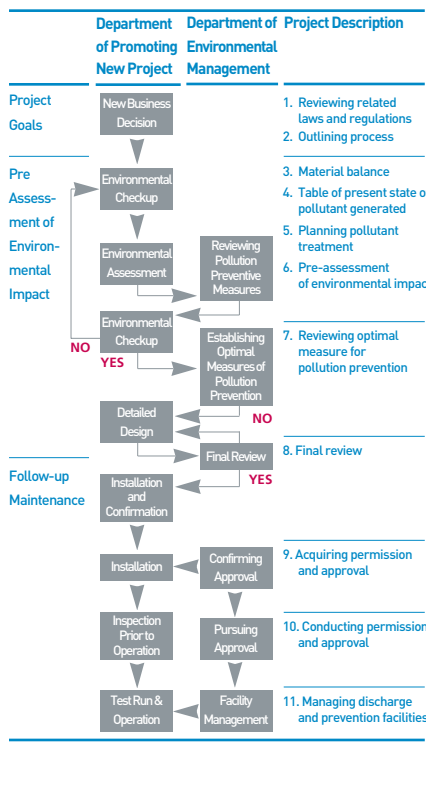 Department
of Promoting
New Project
Department of
Environmental
Management
Project Description
Project
Goals
New Business
Decision
1. Reviewing related
laws and regulations
2. Outlining process
Pre
Assess-
ment of
Environ-
mental
Impact
Environmental
Checkup
3. Material balance
4. Table of present state o
pollutant generated
5. Planning pollutant
treatment
6. Pre-assessment
of environmental impac
Environmental
Assessment
Reviewing
Pollution
Preventive
Measures
Environmental
Checkup
NO
YES
Establishing
Optimal
Measures of
Pollution
Prevention
NO
7. Reviewing optimal
measure for
pollution prevention
Detailed
Design
Final Review
YES
8. Final review
Follow-up
Maintenance
Installation
and
Confirmation
Installation
Confirming
Approval
9. Acquiring permission
and approval
Inspection
Prior to
Operation
Pursuing
Approval
10. Conducting permission
and approval
Test Run &
Operation
Facility
Management
11. Managing discharge
and prevention facilities